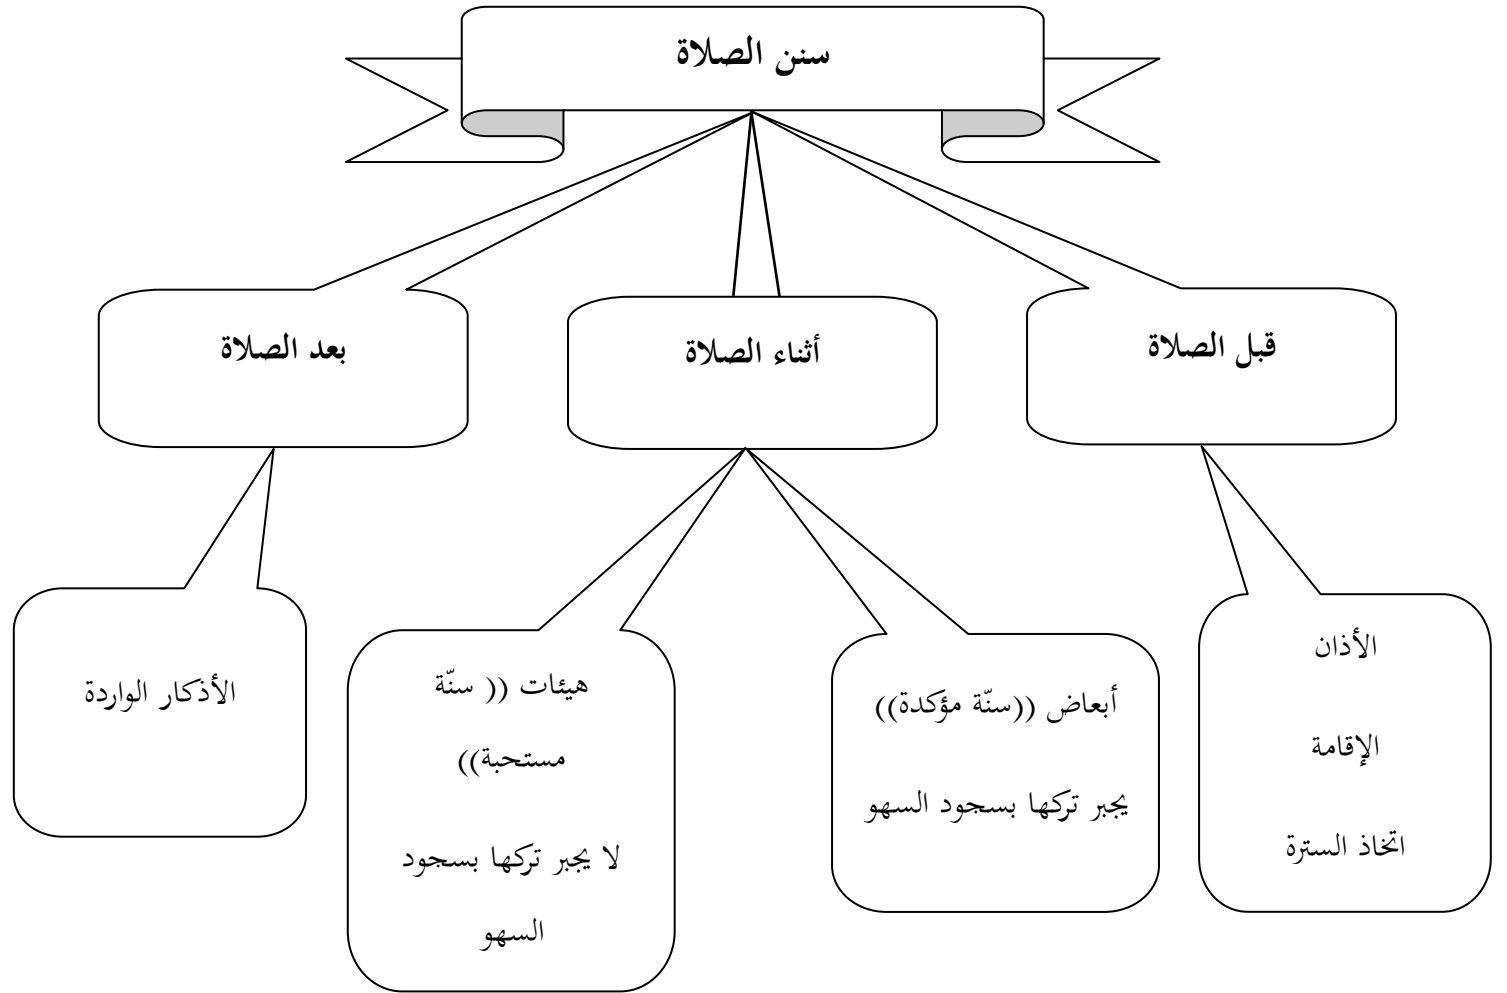 سنن الصلاة
قبل الصلاة
أثناء الصلاة
بعد الصلاة
الأذان
الإقامة
اتخاذ السترة
أبعاض ((سنّة مؤكدة))
يجبر تركها بسجود السهو
هيئات (( سنّة
مستحبة))
لا يجبر تركها بسجود
السهو
الأذكار الواردة